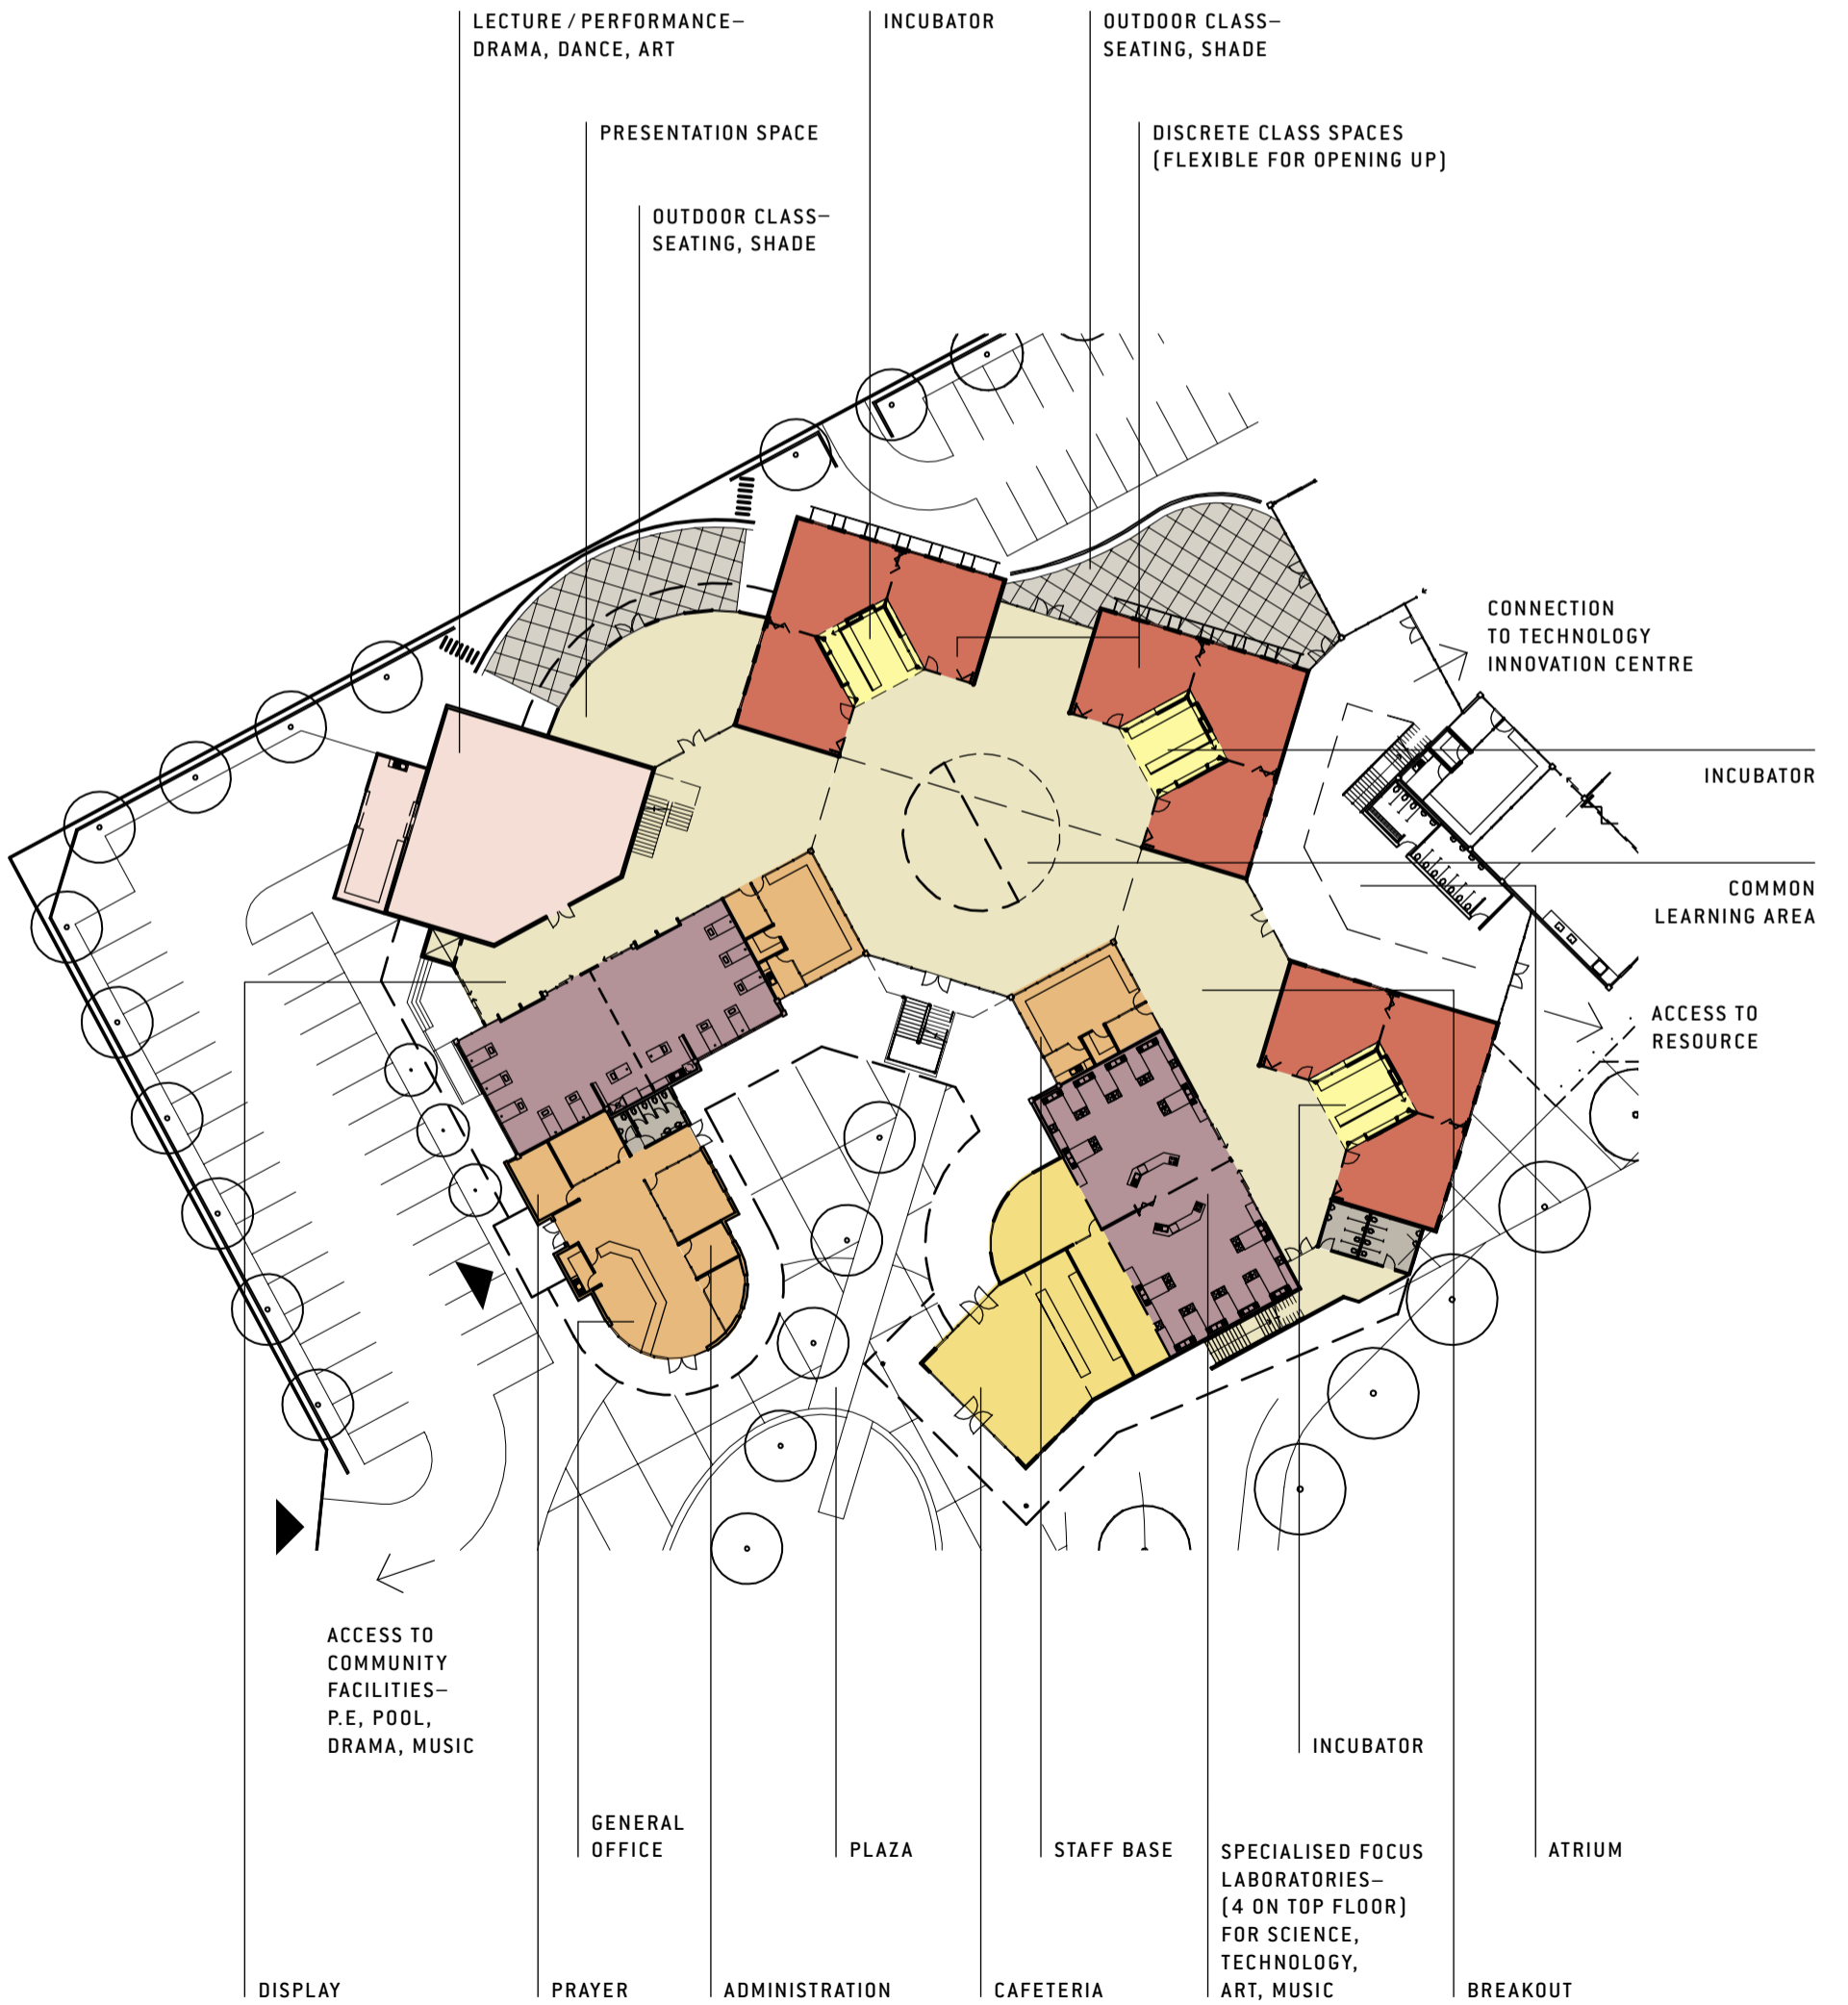 LECTURE / PERFORMANCE–
DRAMA, DANCE, ART
INCUBATOR
OUTDOOR CLASS–
SEATING, SHADE
PRESENTATION SPACE
DISCRETE CLASS SPACES
(FLEXIBLE FOR OPENING UP)
OUTDOOR CLASS–
SEATING, SHADE
CONNECTION
TO TECHNOLOGY
INNOVATION CENTRE
INCUBATOR
COMMON
LEARNING AREA
ACCESS TO
RESOURCE
ACCESS TO
COMMUNITY
FACILITIES–
P.E, POOL,
DRAMA, MUSIC
INCUBATOR
GENERAL
OFFICE
PLAZA
STAFF BASE
SPECIALISED FOCUS
LABORATORIES–
(4 ON TOP FLOOR)
FOR SCIENCE,
TECHNOLOGY,
ART, MUSIC
ATRIUM
DISPLAY
PRAYER
ADMINISTRATION
CAFETERIA
BREAKOUT